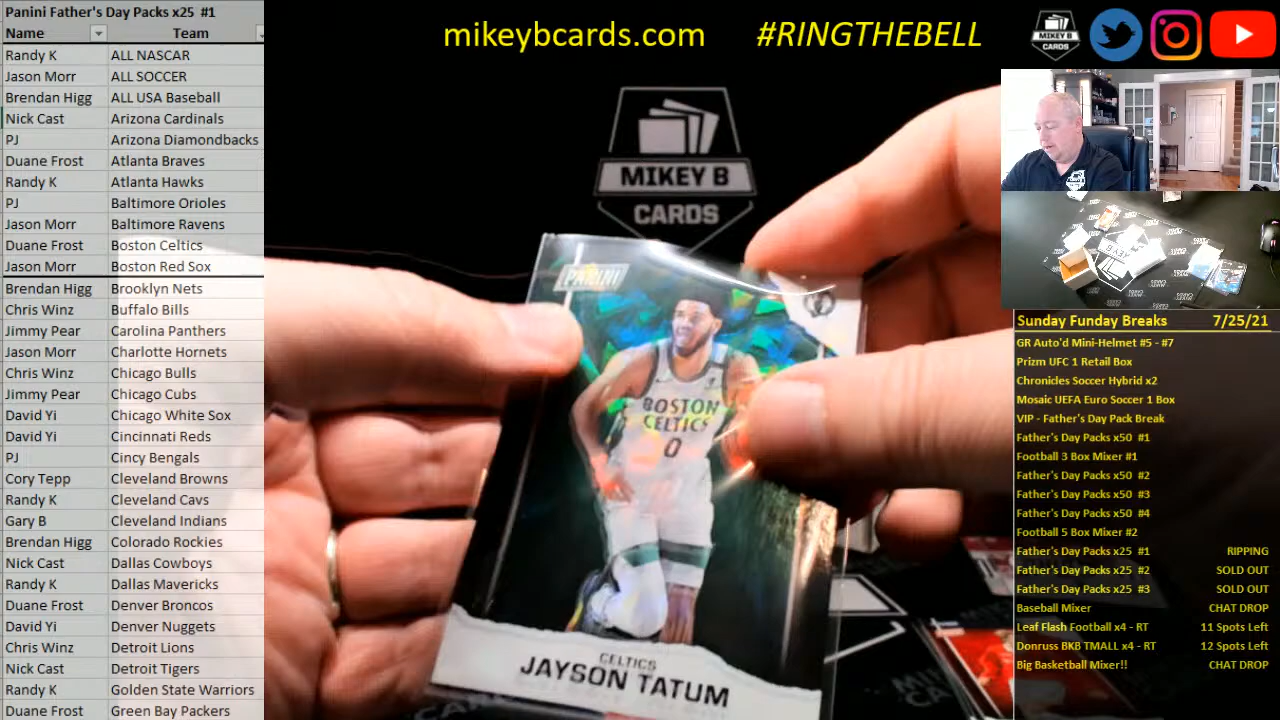 Panini Father's Day Packs x25 #1
Name Team
Randy K ALL NASCAR
Jason Morr ALL SOCCER
Brendan Higg ALL USA Baseball
Nick Cast Arizona Cardinals
PJ Arizona Diamondbacks
Duane Frost Atlanta Braves
Randy K Atlanta Hawks
PJ Baltimore Orioles
Jason Morr Baltimore Ravens
Duane Frost Boston Celtics
Jason Morr Boston Red Sox
Brendan Higg Brooklyn Nets
Chris Winz Buffalo Bills
Jimmy Pear Carolina Panthers
Jason Morr Charlotte Hornets
Chris Winz Chicago Bulls
Jimmy Pear Chicago Cubs
David Yi Chicago White Sox
David Yi Cincinnati Reds
PJ Cincy Bengals
Cory Tepp Cleveland Browns
Randy K Cleveland Cavs
Gary B Cleveland Indians
Brendan Higg Colorado Rockies
Nick Cast Dallas Cowboys
Randy K Dallas Mavericks
Duane Frost Denver Broncos
David Yi Denver Nuggets
Chris Winz Detroit Lions
Nick Cast Detroit Tigers
Randy K Golden State Warriors
Duane Frost Green Bay Packers
mikeybcards.com #RINGTHEBELL
MIKEY B
CARDS
MIKEY B
CARDS
PANINI
BOSTON
CELTICS
0
CELTICS
JAYSON TATUM
Sunday Funday Breaks 7/25/21
GR Auto'd Mini-Helmet #5 - #7
Prizm UFC 1 Retail Box
Chronicles Soccer Hybrid x2
Mosaic UEFA Euro Soccer 1 Box
VIP - Father's Day Pack Break
Father's Day Packs x50 #1
Football 3 Box Mixer #1
Father's Day Packs x50 #2
Father's Day Packs x50 #3
Father's Day Packs x50 #4
Football 5 Box Mixer #2
Father's Day Packs x25 #1 RIPPING
Father's Day Packs x25 #2 SOLD OUT
Father's Day Packs x25 #3 SOLD OUT
Baseball Mixer CHAT DROP
Leaf Flash Football x4 - RT 11 Spots Left
Donruss BKB TMALL x4 - RT 12 Spots Left
Big Basketball Mixer!! CHAT DROP